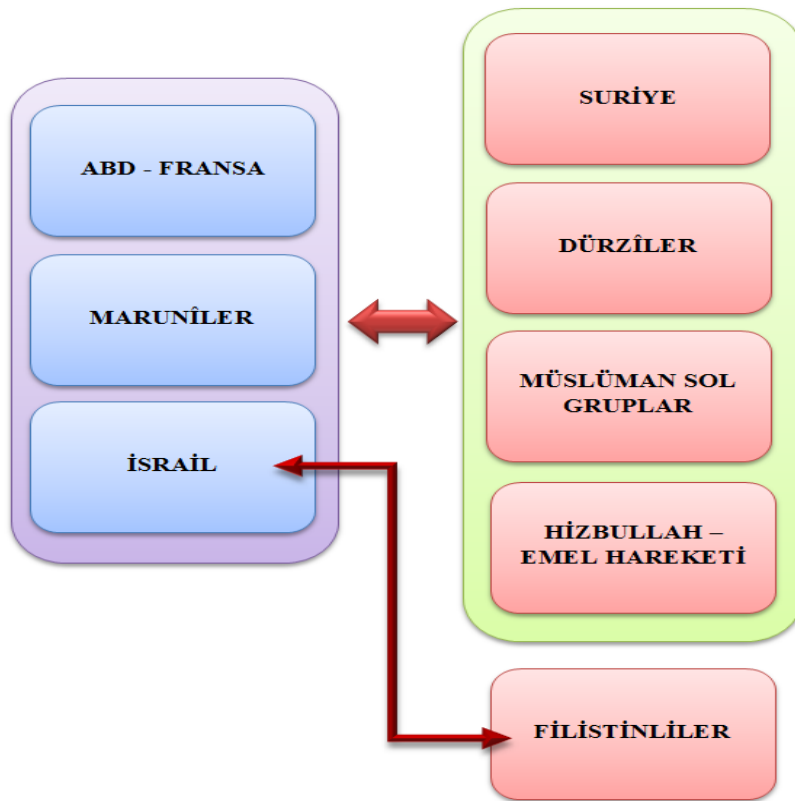 ABD - FRANSA
MARUNÎLER
İSRAİL
SURİYE
DÜRZÎLER
MÜSLÜMAN SOL
GRUPLAR
HİZBULLAH –
EMEL HAREKETİ
FİLİSTİNLİLER